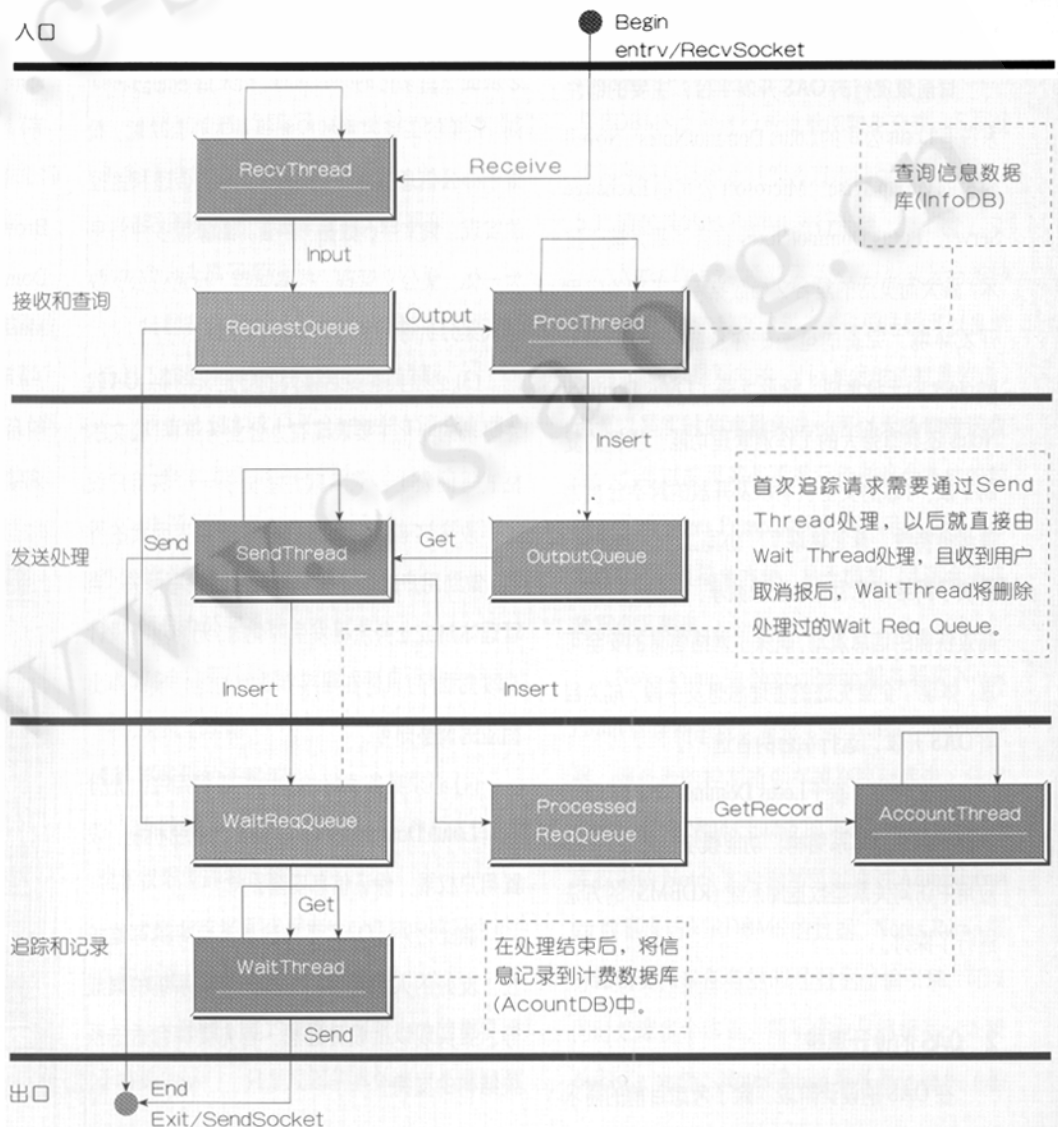 人口
Begin
entrv/RecvSocket
RecvThread
Receive
查询信息数据
库(InfoDB)
Input
接收和查询
RequestQueue
Output
ProcThread
Insert
首次追踪请求需要通过Send
Thread处理，以后就直接由
Wait Thread处理，且收到用户
取消报后，WaitThread将删除
处理过的Wait Req Queue。
发送处理
Send
SendThread
Get
OutputQueue
Insert
Insert
WaitReqQueue
Processed
ReqQueue
GetRecord
AccountThread
Get
追踪和记录
WaitThread
在处理结束后，将信
息记录到计费数据库
(AcountDB)中。
Send
出口
End
Exit/SendSocket
www.c-s-a.org.cn